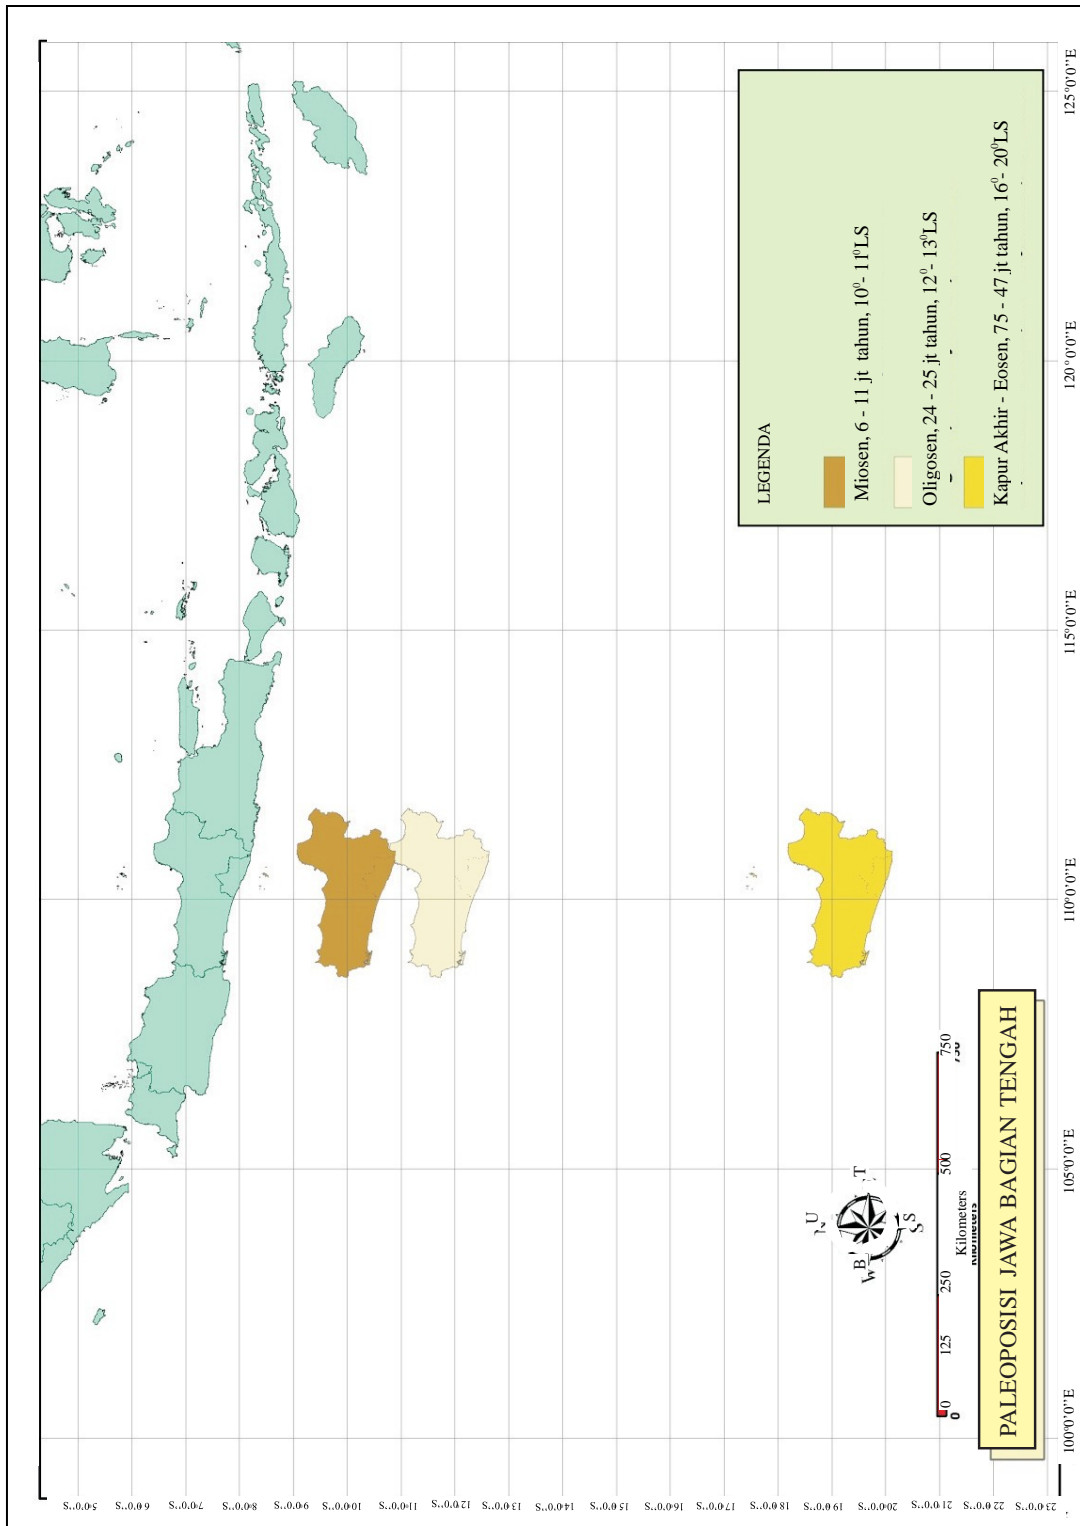 LEGENDA
Miosen, 6 - 11 jt tahun, 10⁰- 11⁰LS
Oligosen, 24 - 25 jt tahun, 12⁰- 13⁰LS
Kapur Akhir - Eosen, 75 - 47 jt tahun, 16⁰- 20⁰LS
5°0'0"S
6°0'0"S
7°0'0"S
8°0'0"S
9°0'0"S
10°0'0"S
11°0'0"S
12°0'0"S
13°0'0"S
14°0'0"S
15°0'0"S
16°0'0"S
17°0'0"S
18°0'0"S
19°0'0"S
20°0'0"S
21°0'0"S
22°0'0"S
23°0'0"S
U
N
B
W
T
S
S
0 125 250 500 750
0 750
Kilometers
Kilometers
PALEOPOSISI JAWA BAGIAN TENGAH
100°0'0"E 105°0'0"E 110°0'0"E 115°0'0"E 120°0'0"E 125°0'0"E